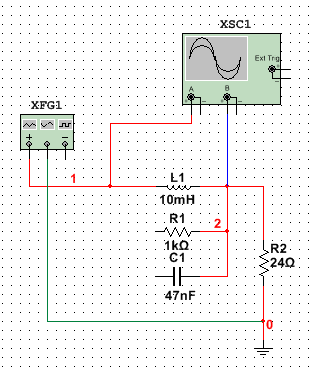 XSC1
Ext Trig
A
B
XFG1
1
L1
10mH
R1
1kΩ
2
C1
47nF
R2
24Ω
0